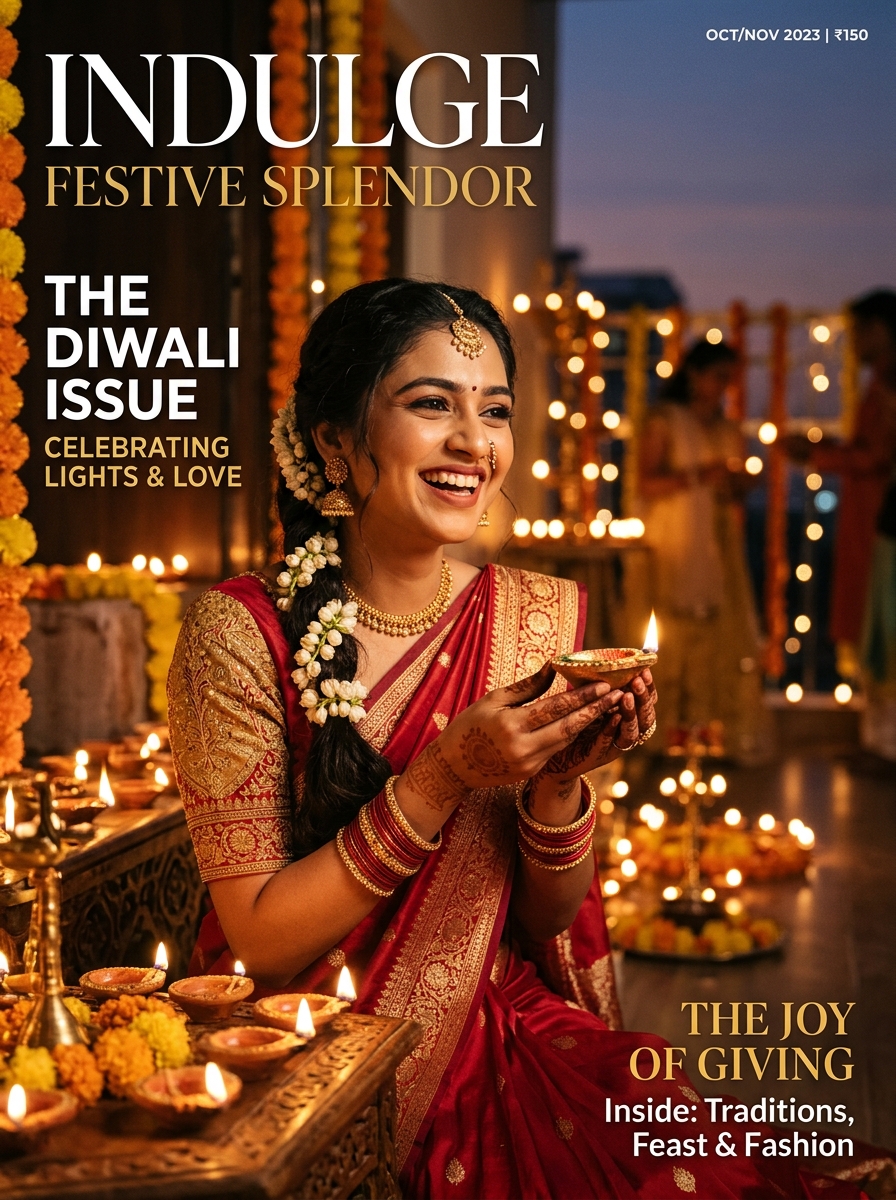 OCT/NOV 2023 | ₹150
INDULGE
FESTIVE SPLENDOR
THE
DIWALI
ISSUE
CELEBRATING
LIGHTS & LOVE
THE JOY
OF GIVING
Inside: Traditions,
Feast & Fashion